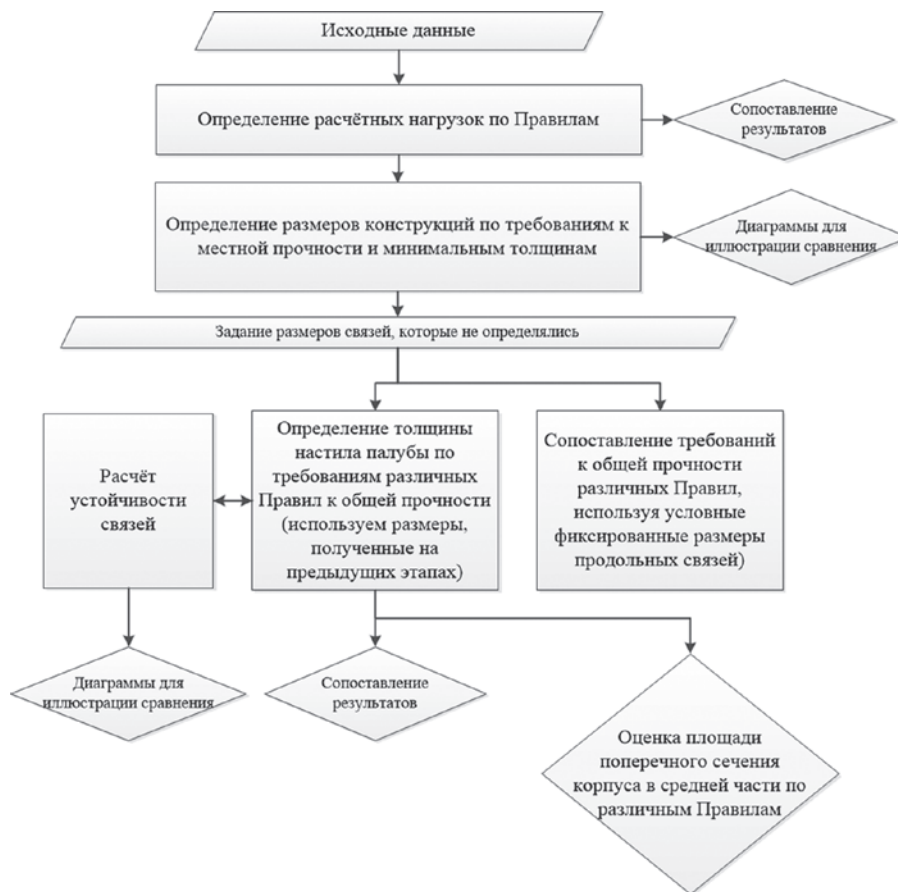 Исходные данные
Определение расчётных нагрузок по Правилам
Сопоставление
результатов
Определение размеров конструкций по требованиям к
местной прочности и минимальным толщинам
Диаграммы для
иллюстрации сравнения
Задание размеров связей, которые не определялись
Расчёт
устойчивости
связей
Определение толщины
настила палубы по
требованиям различных
Правил к общей прочности
(используем размеры,
полученные на
предыдущих этапах)
Сопоставление требований
к общей прочности
различных Правил,
используя условные
фиксированные размеры
продольных связей)
Диаграммы для
иллюстрации сравнения
Сопоставление
результатов
Оценка площади
поперечного сечения
корпуса в средней части по
различным Правилам